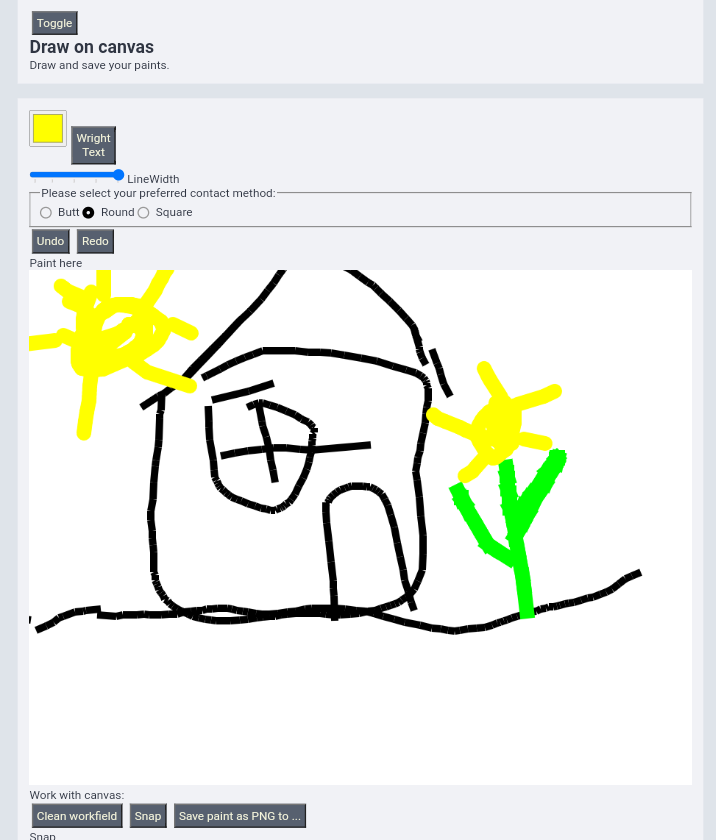 Toggle
Draw on canvas
Draw and save your paints.
Wright
Text
LineWidth
Please select your preferred contact method:
Butt Round Square
Undo Redo
Paint here
Work with canvas:
Clean workfield Snap Save paint as PNG to ...
Snap